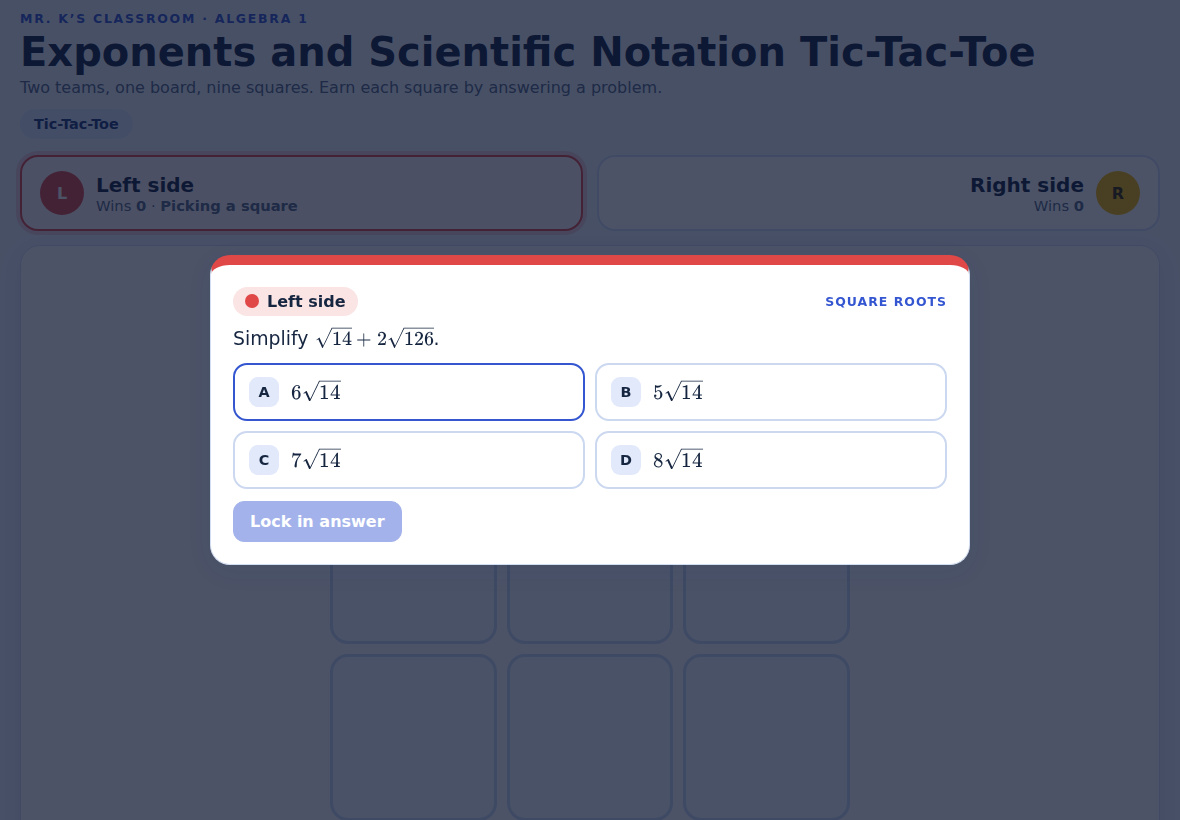 MR. K’S CLASSROOM · ALGEBRA 1
Exponents and Scientific Notation Tic-Tac-Toe
Two teams, one board, nine squares. Earn each square by answering a problem.
Tic-Tac-Toe
L
Left side
Wins 0 · Picking a square
Right side
Wins 0
R
Left side
SQUARE ROOTS
Simplify √14 + 2√126.
A 6√14
B 5√14
C 7√14
D 8√14
Lock in answer